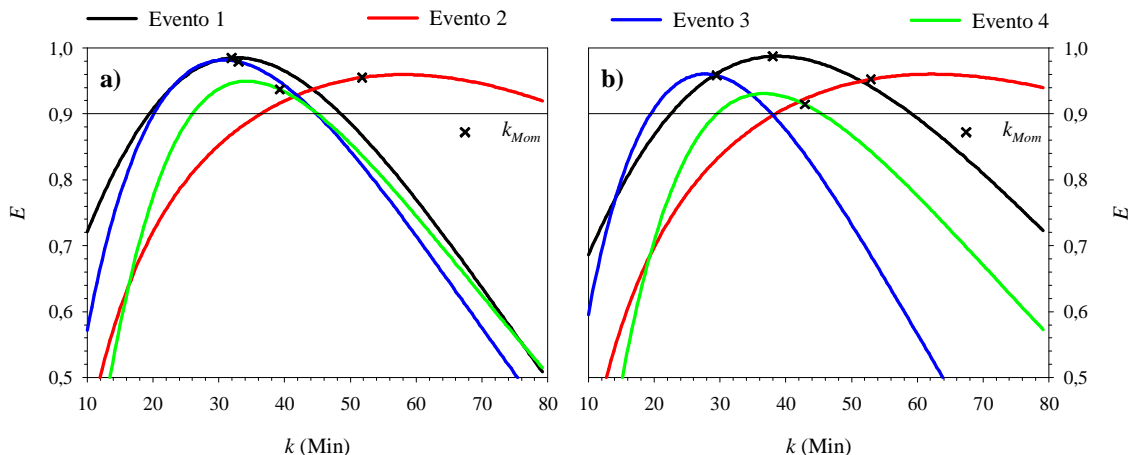 Evento 1 Evento 2 Evento 3 Evento 4
a) b)
1,0 1,0
0,9 0,9
k_Mom k_Mom
0,8 0,8
E E
0,7 0,7
0,6 0,6
0,5 0,5
10 20 30 40 50 60 70 80 10 20 30 40 50 60 70 80
k (Min) k (Min)